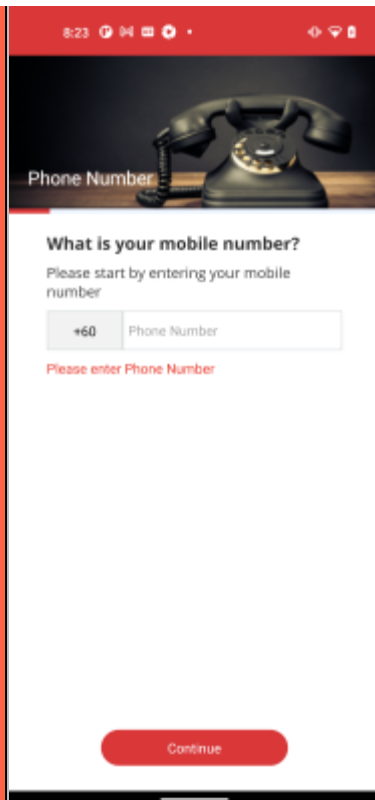 8:23
Phone Number
What is your mobile number?
Please start by entering your mobile
number
+60 Phone Number
Please enter Phone Number
Continue